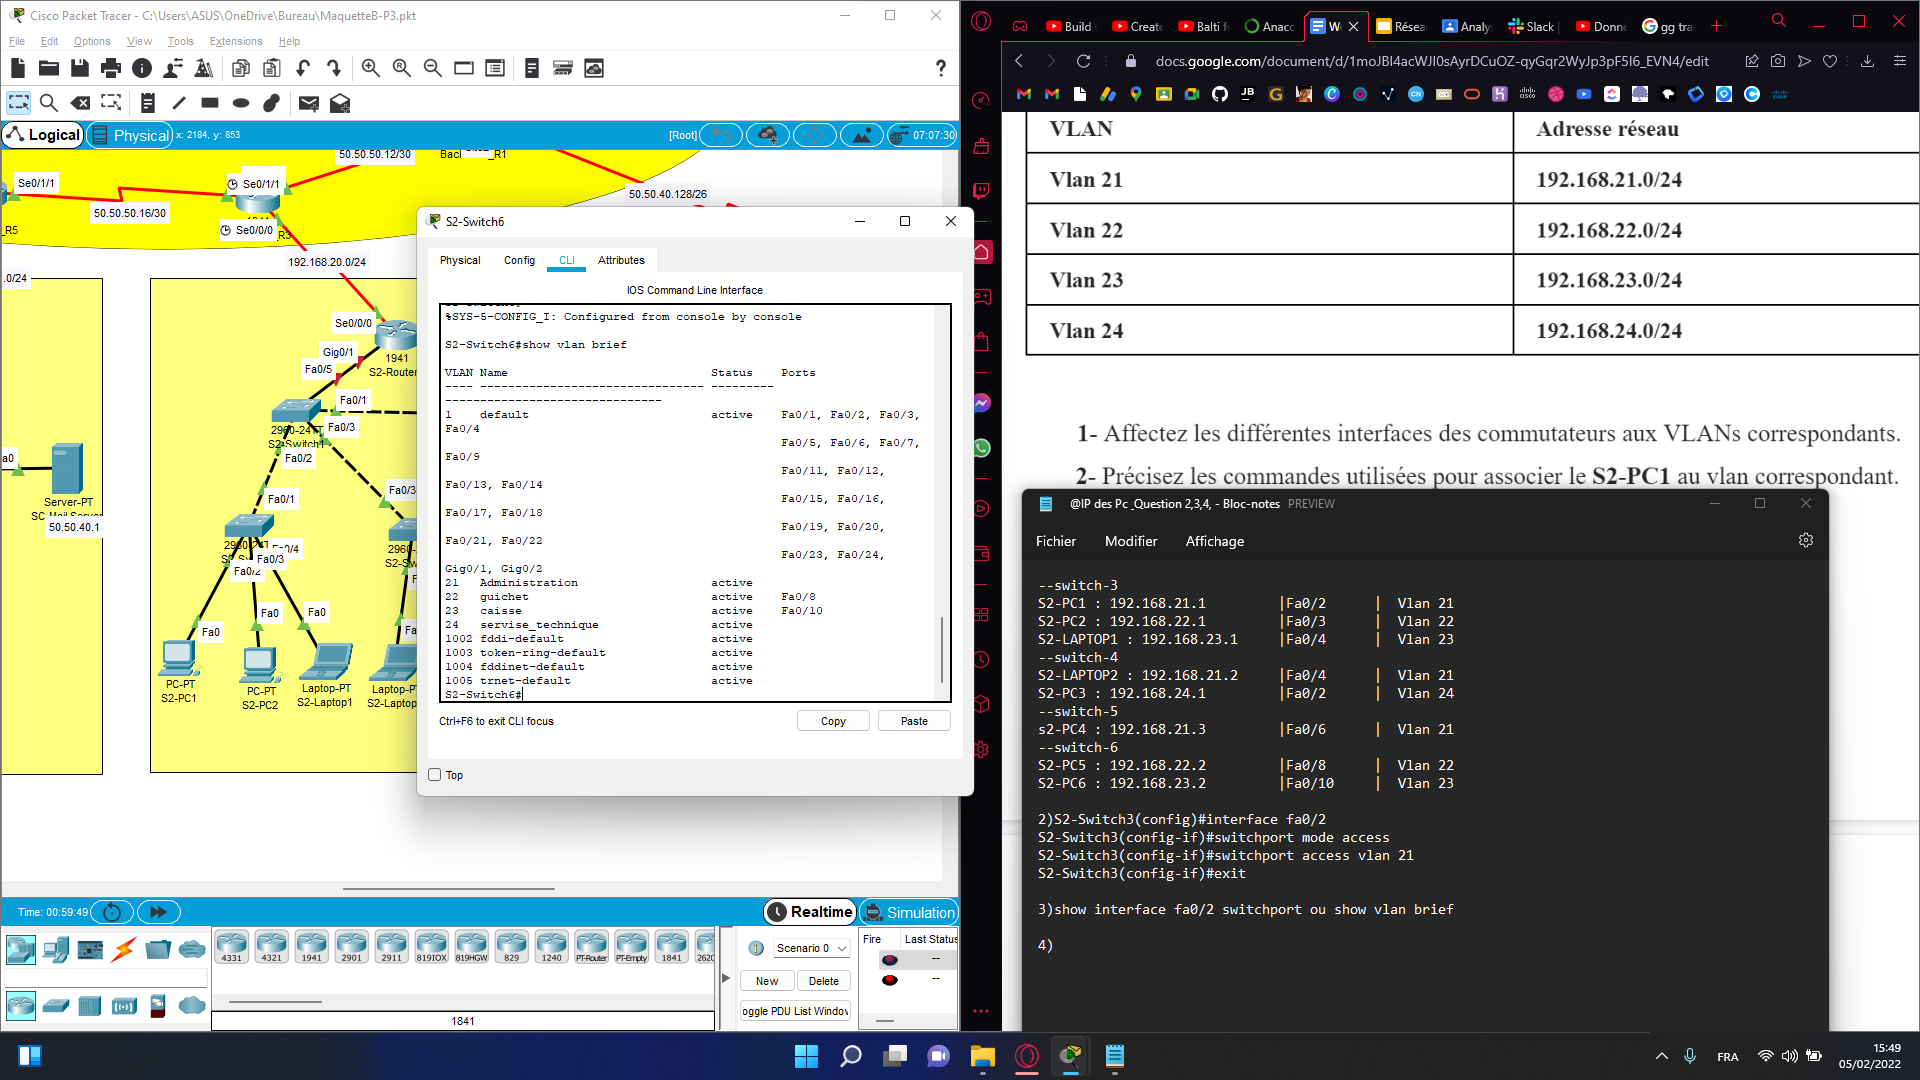 Cisco Packet Tracer - C:\Users\ASUS\OneDrive\Bureau\MaquetteB-P3.pkt
File Edit Options View Tools Extensions Help
Logical Physical x: 2184, y: 853 [Root] 07:07:30
50.50.50.12/30
Se0/1/1
Se0/1/1
50.50.40.128/26
50.50.50.16/30
Se0/0/0
192.168.20.0/24
.0/24
Se0/0/0
Gig0/1
1941
Fa0/5
S2-Router
Fa0/1
Fa0/3
S2-Switch1
Fa0/2
Fa0/1
Fa0/3
Server-PT
50.50.40.1
Fa0/3
Fa0/2
Fa0
Fa0
Fa0
PC-PT
S2-PC1
PC-PT
S2-PC2
Laptop-PT
S2-Laptop1
S2-Switch6
Physical Config CLI Attributes
IOS Command Line Interface
%SYS-5-CONFIG_I: Configured from console by console
S2-Switch6#show vlan brief
VLAN Name Status Ports
---- -------------------------------- ---------
-------------------------------
1 default active Fa0/1, Fa0/2, Fa0/3,
Fa0/4
Fa0/5, Fa0/6, Fa0/7,
Fa0/9
Fa0/11, Fa0/12,
Fa0/13, Fa0/14
Fa0/15, Fa0/16,
Fa0/17, Fa0/18
Fa0/19, Fa0/20,
Fa0/21, Fa0/22
Fa0/23, Fa0/24,
Gig0/1, Gig0/2
21 Administration active
22 guichet active Fa0/8
23 caisse active Fa0/10
24 servise_technique active
1002 fddi-default active
1003 token-ring-default active
1004 fddinet-default active
1005 trnet-default active
S2-Switch6#
Ctrl+F6 to exit CLI focus
Copy Paste
Top
Time: 00:59:49
Realtime Simulation
4331 4321 1941 2901 2911 819IOX 819HGW 829 1240 PT-Router PT-Empty 1841
1841
Scenario 0
New Delete
Fire Last Status
-- 
--
Build Create Balti Anaco Résea Analys Slack Donné gg tra
docs.google.com/document/d/1moJBI4acWJI0sAyrDCuOZ-qyGqr2WyJp3pF5I6_EVN4/edit
VLAN Adresse réseau
Vlan 21 192.168.21.0/24
Vlan 22 192.168.22.0/24
Vlan 23 192.168.23.0/24
Vlan 24 192.168.24.0/24
1- Affectez les différentes interfaces des commutateurs aux VLANs correspondants.
2- Précisez les commandes utilisées pour associer le S2-PC1 au vlan correspondant.
@IP des Pc _Question 2,3,4, - Bloc-notes PREVIEW
Fichier Modifier Affichage
--switch-3
S2-PC1 : 192.168.21.1 |Fa0/2 | Vlan 21
S2-PC2 : 192.168.22.1 |Fa0/3 | Vlan 22
S2-LAPTOP1 : 192.168.23.1 |Fa0/4 | Vlan 23
--switch-4
S2-LAPTOP2 : 192.168.21.2 |Fa0/4 | Vlan 21
S2-PC3 : 192.168.24.1 |Fa0/2 | Vlan 24
--switch-5
s2-PC4 : 192.168.21.3 |Fa0/6 | Vlan 21
--switch-6
S2-PC5 : 192.168.22.2 |Fa0/8 | Vlan 22
S2-PC6 : 192.168.23.2 |Fa0/10 | Vlan 23
2)S2-Switch3(config)#interface fa0/2
S2-Switch3(config-if)#switchport mode access
S2-Switch3(config-if)#switchport access vlan 21
S2-Switch3(config-if)#exit
3)show interface fa0/2 switchport ou show vlan brief
4)
FRA
15:49
05/02/2022